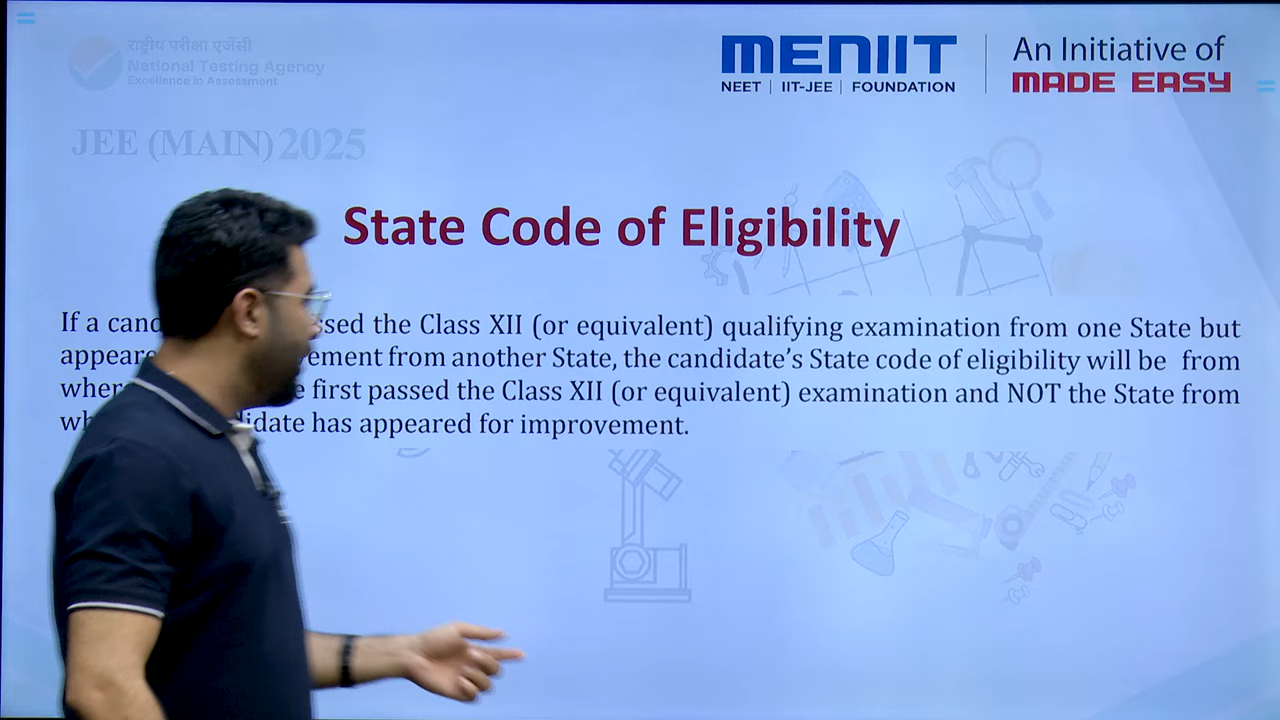 राष्ट्रीय परीक्षा एजेंसी
National Testing Agency
Excellence in Assessment
MENIIT
NEET | IIT-JEE | FOUNDATION
An Initiative of
MADE EASY
JEE (MAIN) 2025
State Code of Eligibility
If a cand ssed the Class XII (or equivalent) qualifying examination from one State but
appeare ement from another State, the candidate's State code of eligibility will be from
wher e first passed the Class XII (or equivalent) examination and NOT the State from
wh idate has appeared for improvement.